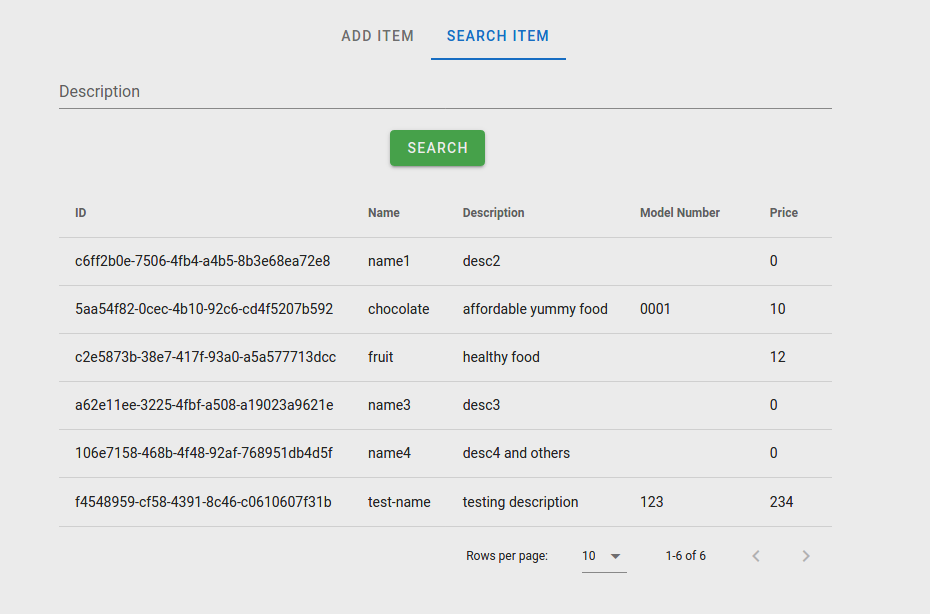 ADD ITEM SEARCH ITEM
Description
SEARCH
ID Name Description Model Number Price
c6ff2b0e-7506-4fb4-a4b5-8b3e68ea72e8 name1 desc2 0
5aa54f82-0cec-4b10-92c6-cd4f5207b592 chocolate affordable yummy food 0001 10
c2e5873b-38e7-417f-93a0-a5a577713dcc fruit healthy food 12
a62e11ee-3225-4fbf-a508-a19023a9621e name3 desc3 0
106e7158-468b-4f48-92af-768951db4d5f name4 desc4 and others 0
f4548959-cf58-4391-8c46-c0610607f31b test-name testing description 123 234
Rows per page: 10 1-6 of 6